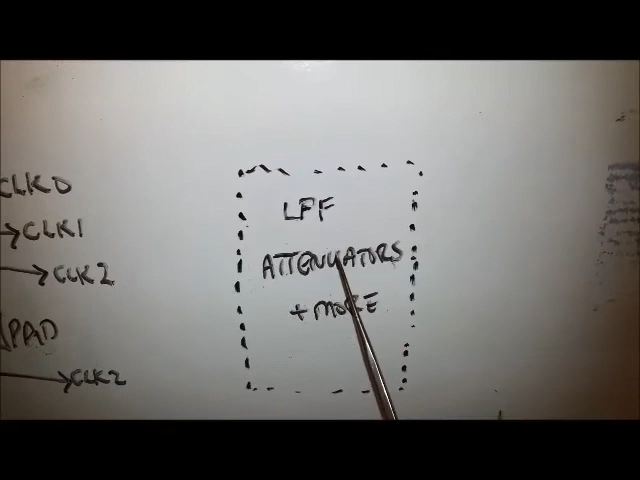 CLK0
CLK1
CLK2
PAD
CLK2
LPF
ATTENUATORS
+ MORE